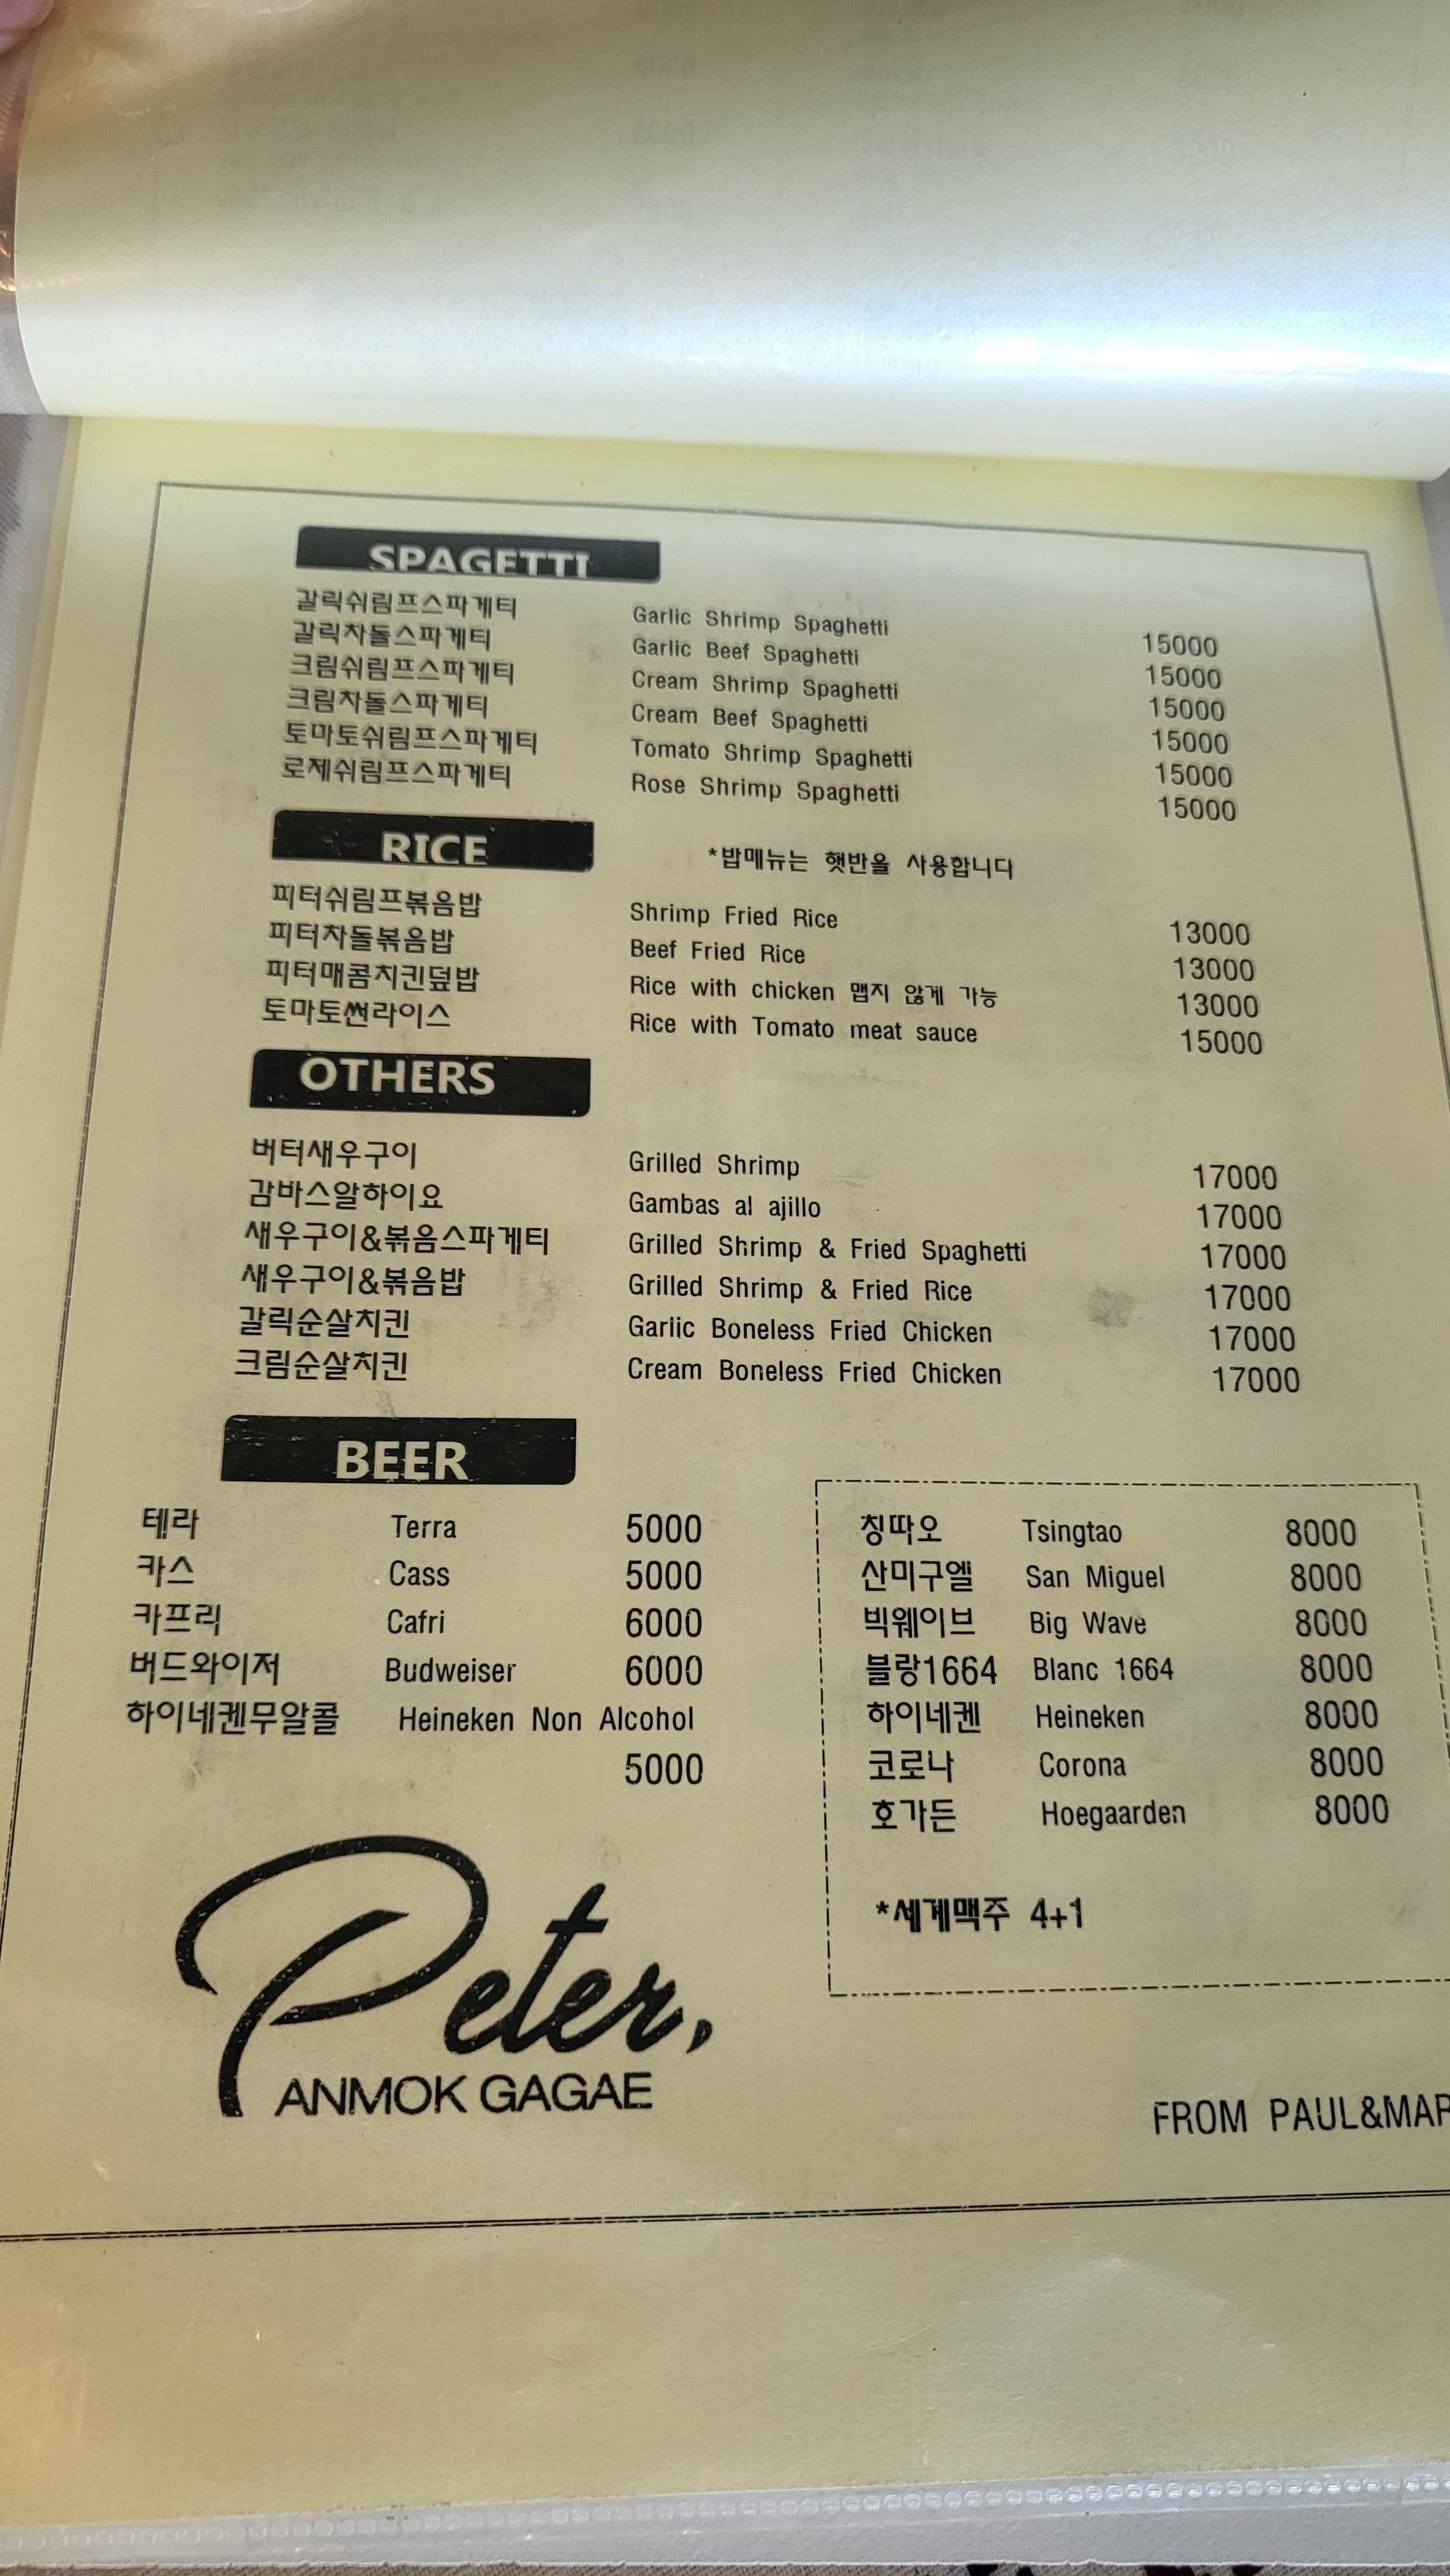 SPAGETTI
갈릭쉬림프스파게티 Garlic Shrimp Spaghetti 15000
갈릭차돌스파게티 Garlic Beef Spaghetti 15000
크림쉬림프스파게티 Cream Shrimp Spaghetti 15000
크림차돌스파게티 Cream Beef Spaghetti 15000
토마토쉬림프스파게티 Tomato Shrimp Spaghetti 15000
로제쉬림프스파게티 Rose Shrimp Spaghetti 15000
RICE *밥메뉴는 햇반을 사용합니다
피터쉬림프볶음밥 Shrimp Fried Rice 13000
피터차돌볶음밥 Beef Fried Rice 13000
피터매콤치킨덮밥 Rice with chicken 맵지 않게 가능 13000
토마토썬라이스 Rice with Tomato meat sauce 15000
OTHERS
버터새우구이 Grilled Shrimp 17000
감바스알하이요 Gambas al ajillo 17000
새우구이&볶음스파게티 Grilled Shrimp & Fried Spaghetti 17000
새우구이&볶음밥 Grilled Shrimp & Fried Rice 17000
갈릭순살치킨 Garlic Boneless Fried Chicken 17000
크림순살치킨 Cream Boneless Fried Chicken 17000
BEER
테라 Terra 5000
카스 Cass 5000
카프리 Cafri 6000
버드와이저 Budweiser 6000
하이네켄무알콜 Heineken Non Alcohol
5000
칭따오 Tsingtao 8000
산미구엘 San Miguel 8000
빅웨이브 Big Wave 8000
블랑1664 Blanc 1664 8000
하이네켄 Heineken 8000
코로나 Corona 8000
호가든 Hoegaarden 8000
*세계맥주 4+1
Peter,
ANMOK GAGAE
FROM PAUL&MAR